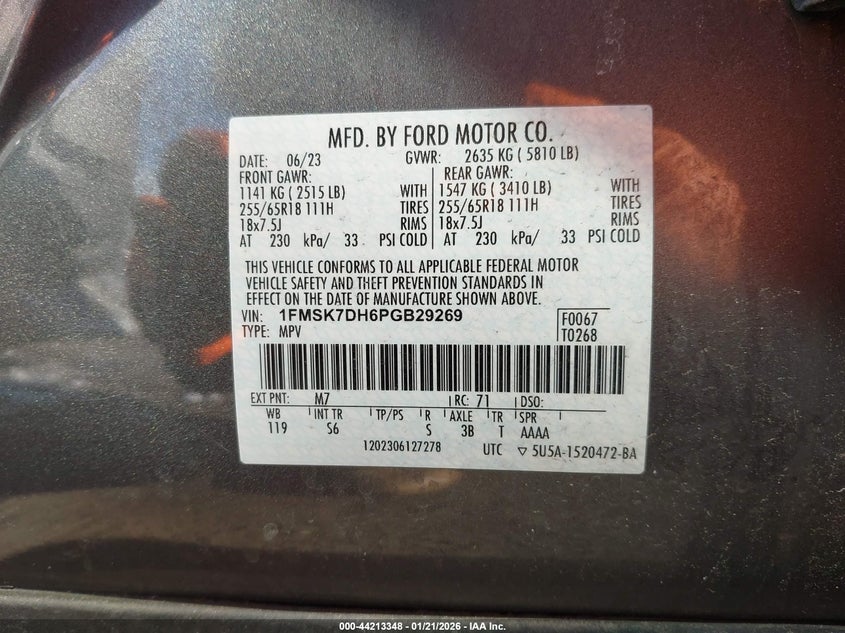 MFD. BY FORD MOTOR CO.
DATE: 06/23 GVWR: 2635 KG ( 5810 LB)
FRONT GAWR: REAR GAWR:
1141 KG ( 2515 LB) WITH 1547 KG ( 3410 LB) WITH
255/65R18 111H TIRES 255/65R18 111H TIRES
18x7.5J RIMS 18x7.5J RIMS
AT 230 kPa/ 33 PSI COLD AT 230 kPa/ 33 PSI COLD
THIS VEHICLE CONFORMS TO ALL APPLICABLE FEDERAL MOTOR
VEHICLE SAFETY AND THEFT PREVENTION STANDARDS IN
EFFECT ON THE DATE OF MANUFACTURE SHOWN ABOVE.
VIN: 1FMSK7DH6PGB29269 F0067
TYPE: MPV T0268
EXT PNT: M7 RC: 71 DSO:
WB INT TR TP/PS R AXLE TR SPR
119 S6 S 3B T AAAA
1202306127278 UTC ▽ 5U5A-1520472-BA
000-44213348 - 01/21/2026 - IAA Inc.